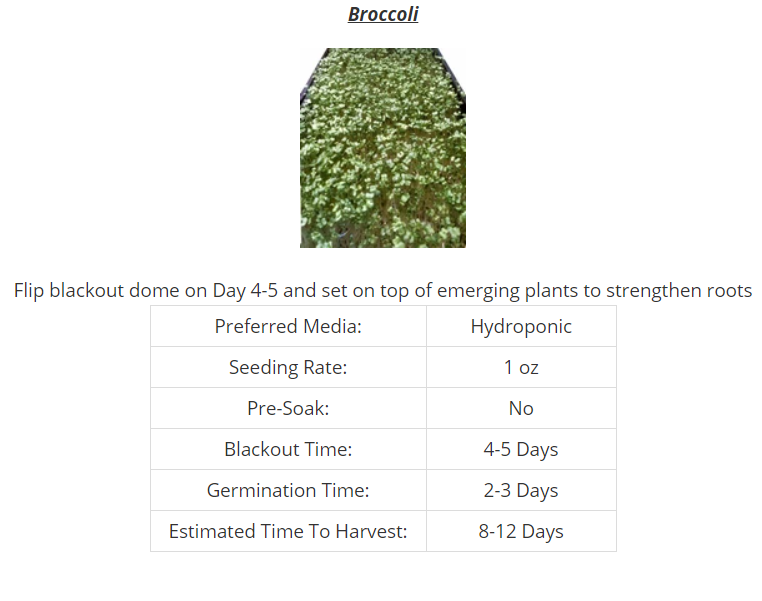 Broccoli
Flip blackout dome on Day 4-5 and set on top of emerging plants to strengthen roots
Preferred Media: Hydroponic
Seeding Rate: 1 oz
Pre-Soak: No
Blackout Time: 4-5 Days
Germination Time: 2-3 Days
Estimated Time To Harvest: 8-12 Days